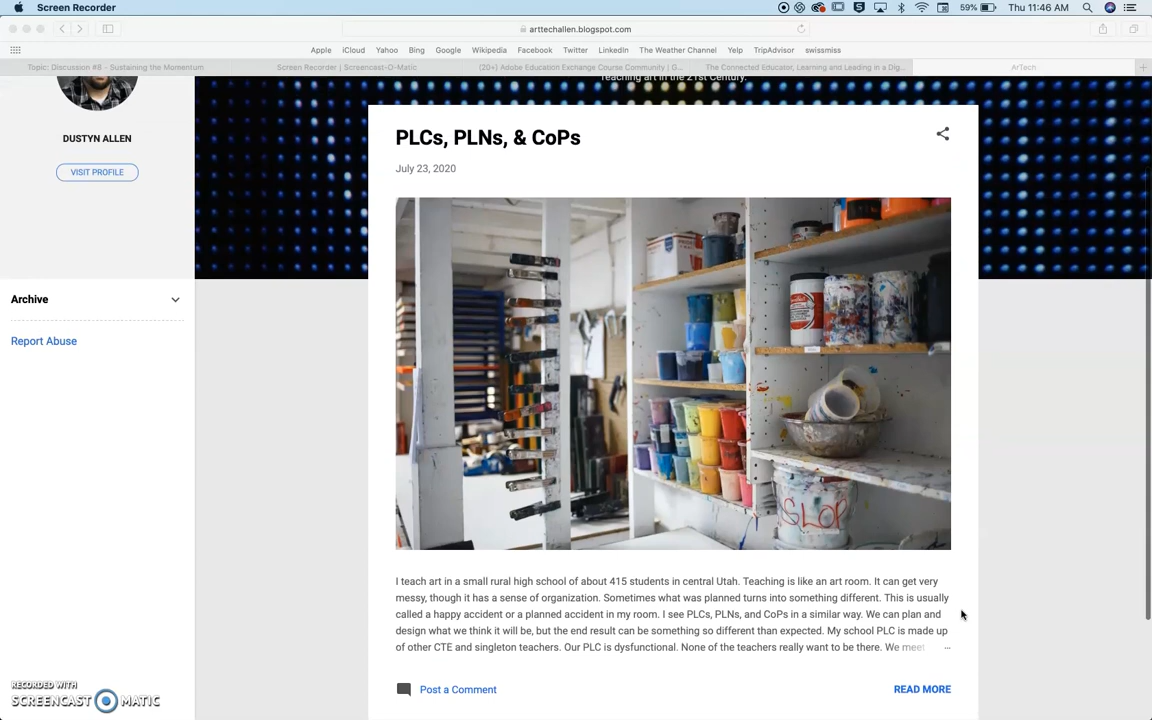 Screen Recorder
59%
Thu 11:46 AM
arttechallen.blogspot.com
Apple iCloud Yahoo Bing Google Wikipedia Facebook Twitter LinkedIn The Weather Channel Yelp TripAdvisor swissmiss
Topic: Discussion #8 - Sustaining the Momentum
Screen Recorder | Screencast-O-Matic
(20+) Adobe Education Exchange Course Community | G...
The Connected Educator, Learning and Leading in a Dig...
ArTech
Teaching art in the 21st Century.
DUSTYN ALLEN
VISIT PROFILE
Archive
Report Abuse
PLCs, PLNs, & CoPs
July 23, 2020
SLOP
I teach art in a small rural high school of about 415 students in central Utah. Teaching is like an art room. It can get very
messy, though it has a sense of organization. Sometimes what was planned turns into something different. This is usually
called a happy accident or a planned accident in my room. I see PLCs, PLNs, and CoPs in a similar way. We can plan and
design what we think it will be, but the end result can be something so different than expected. My school PLC is made up
of other CTE and singleton teachers. Our PLC is dysfunctional. None of the teachers really want to be there. We meet ...
Post a Comment
READ MORE
RECORDED WITH
SCREENCAST-O-MATIC